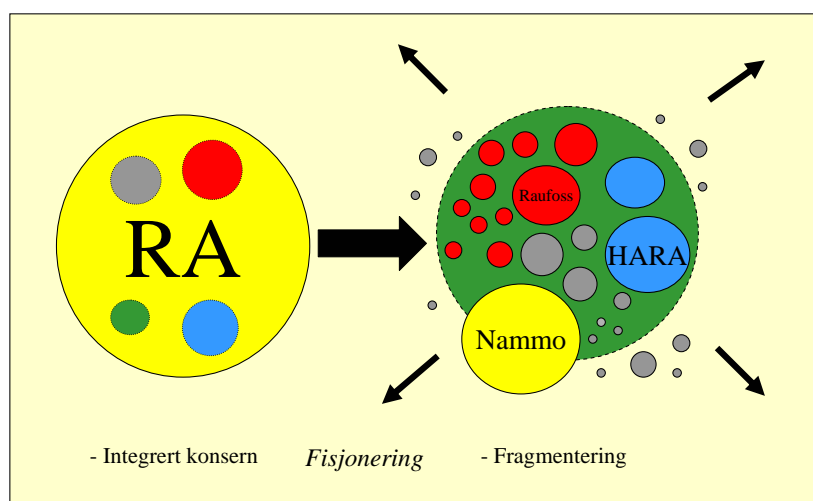 RA
Raufoss
HARA
Nammo
- Integrert konsern
Fisjonering
- Fragmentering